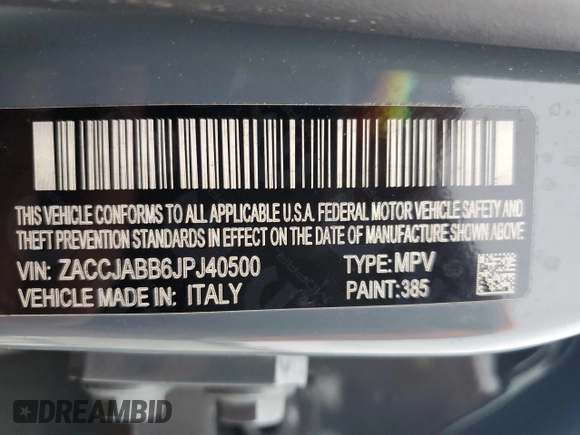 THIS VEHICLE CONFORMS TO ALL APPLICABLE U.S.A. FEDERAL MOTOR VEHICLE SAFETY AND
THEFT PREVENTION STANDARDS IN EFFECT ON THE DATE OF MANUFACTURE SHOWN ABOVE.
VIN: ZACCJABB6JPJ40500 TYPE: MPV
VEHICLE MADE IN: ITALY PAINT: 385
DREAMBID